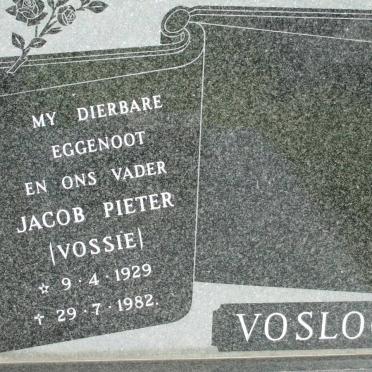 MY DIERBARE
EGGENOOT
EN ONS VADER
JACOB PIETER
|VOSSIE|
☆ 9·4·1929
✝ 29·7·1982.
VOSLO